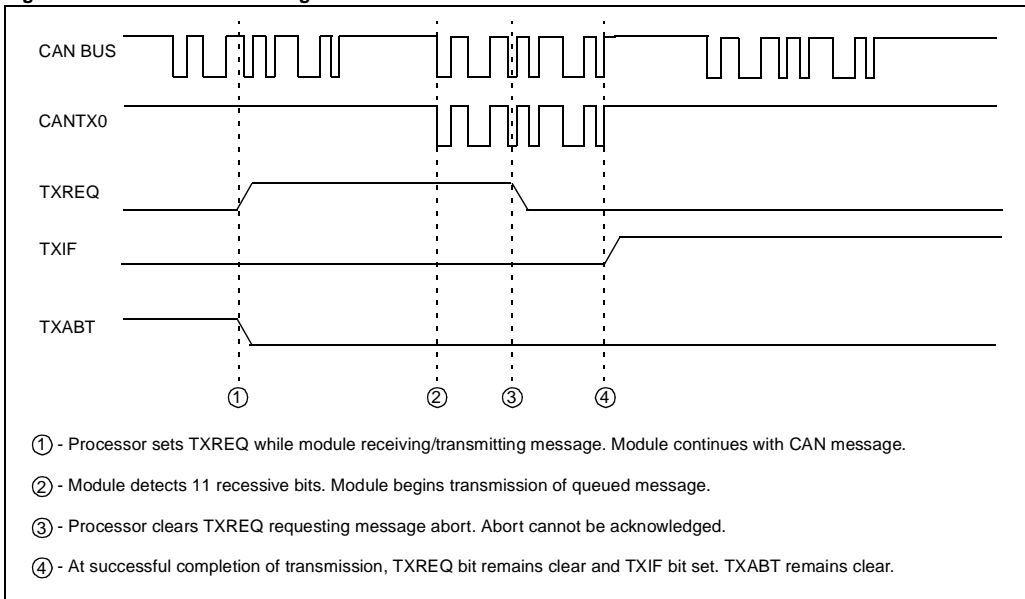 CAN BUS
CANTX0
TXREQ
TXIF
TXABT
1 2 3 4
1 - Processor sets TXREQ while module receiving/transmitting message. Module continues with CAN message.
2 - Module detects 11 recessive bits. Module begins transmission of queued message.
3 - Processor clears TXREQ requesting message abort. Abort cannot be acknowledged.
4 - At successful completion of transmission, TXREQ bit remains clear and TXIF bit set. TXABT remains clear.